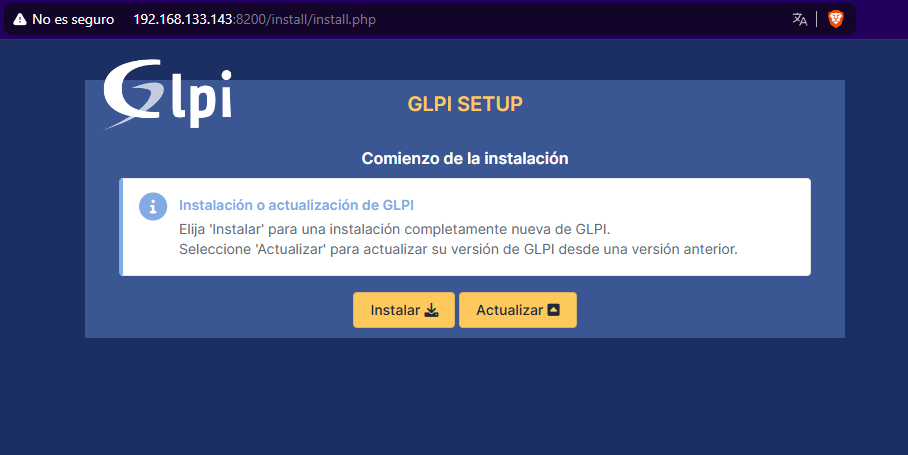 No es seguro 192.168.133.143:8200/install/install.php
Glpi
GLPI SETUP
Comienzo de la instalación
Instalación o actualización de GLPI
Elija 'Instalar' para una instalación completamente nueva de GLPI.
Seleccione 'Actualizar' para actualizar su versión de GLPI desde una versión anterior.
Instalar Actualizar